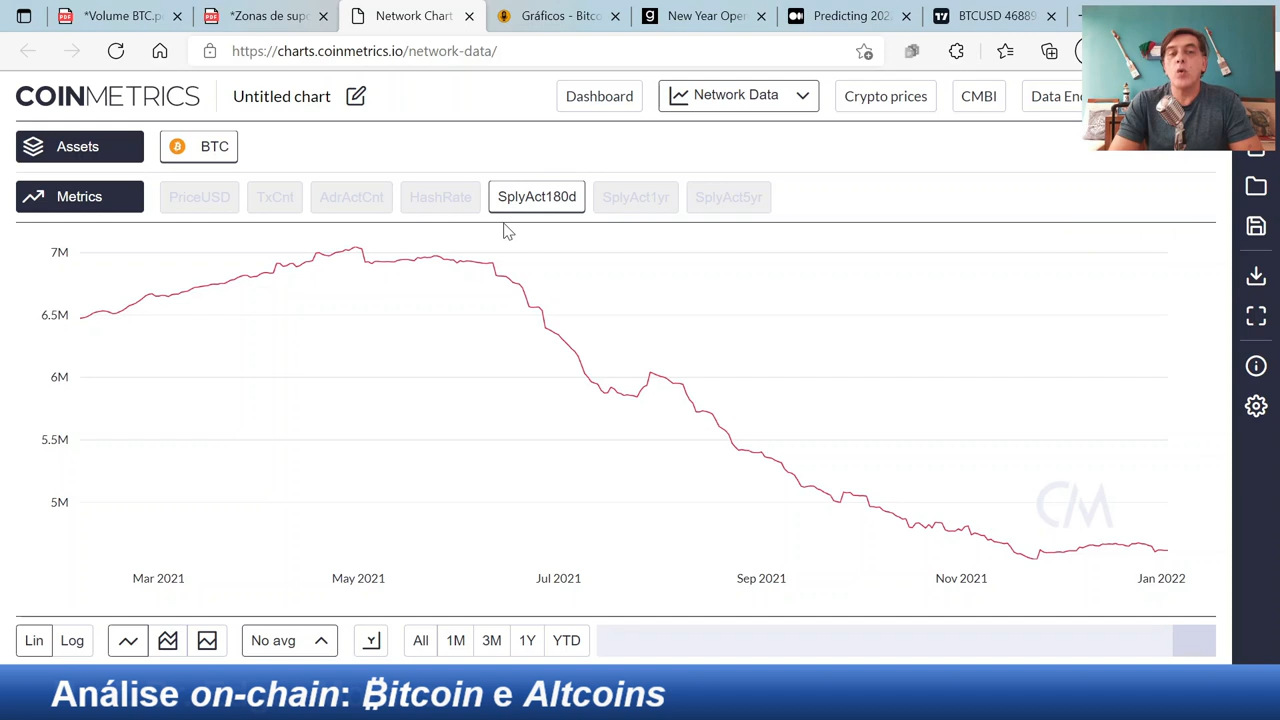 *Volume BTC.p
Zonas de sup
Network Chart
Gráficos - Bitco
New Year Oper
Predicting 202
BTCUSD 46889
https://charts.coinmetrics.io/network-data/
COINMETRICS
Untitled chart
Dashboard
Network Data
Crypto prices
CMBI
Data En
Assets
BTC
Metrics
PriceUSD
TxCnt
AdrActCnt
HashRate
SplyAct180d
SplyAct1yr
SplyAct5yr
7M
6.5M
6M
5.5M
5M
CM
Mar 2021
May 2021
Jul 2021
Sep 2021
Nov 2021
Jan 2022
Lin
Log
No avg
All
1M
3M
1Y
YTD
Análise on-chain: ₿itcoin e Altcoins